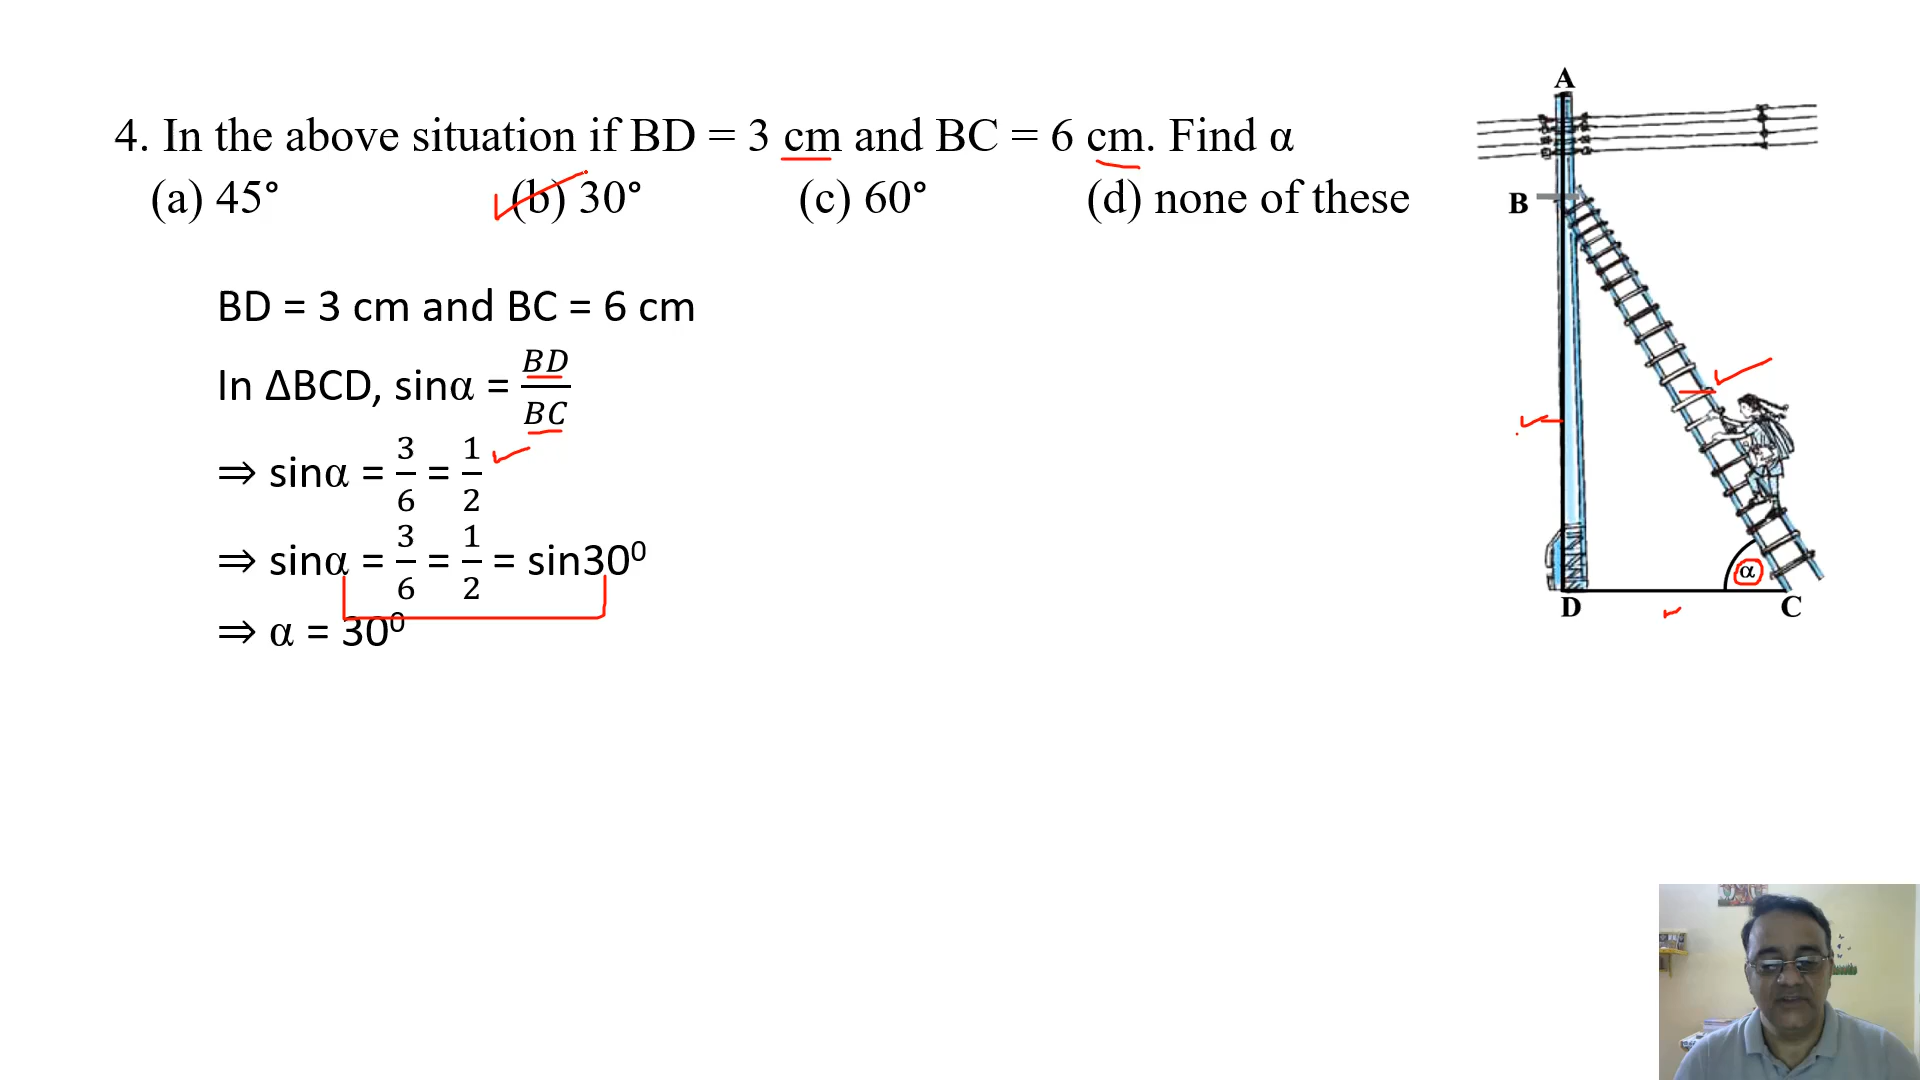 4. In the above situation if BD = 3 cm and BC = 6 cm. Find α
(a) 45° (b) 30° (c) 60° (d) none of these
BD = 3 cm and BC = 6 cm
In ΔBCD, sinα = BD/BC
⇒ sinα = 3/6 = 1/2
⇒ sinα = 3/6 = 1/2 = sin30⁰
⇒ α = 30⁰
A
B
α
D C